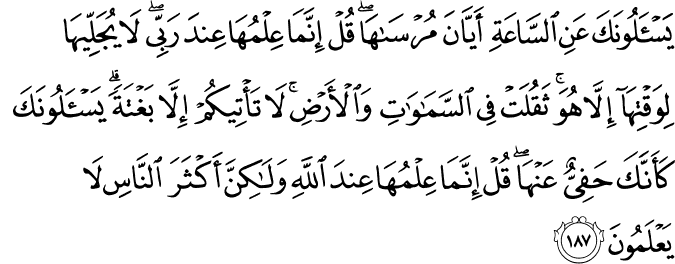 يَسْـَٔلُونَكَ عَنِ ٱلسَّاعَةِ أَيَّانَ مُرْسَىٰهَا ۖ قُلْ إِنَّمَا عِلْمُهَا عِندَ رَبِّى ۖ لَا يُجَلِّيهَا
لِوَقْتِهَآ إِلَّا هُوَ ۚ ثَقُلَتْ فِى ٱلسَّمَـٰوَٰتِ وَٱلْأَرْضِ ۚ لَا تَأْتِيكُمْ إِلَّا بَغْتَةً ۗ يَسْـَٔلُونَكَ
كَأَنَّكَ حَفِىٌّ عَنْهَا ۖ قُلْ إِنَّمَا عِلْمُهَا عِندَ ٱللَّهِ وَلَـٰكِنَّ أَكْثَرَ ٱلنَّاسِ لَا
يَعْلَمُونَ ١٨٧